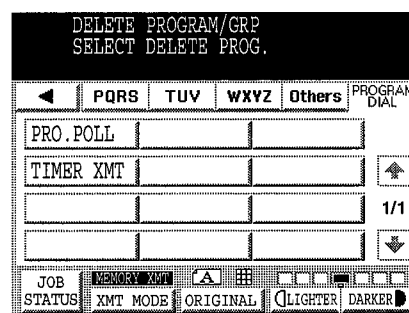 DELETE PROGRAM/GRP
SELECT DELETE PROG.
PQRS TUV WXYZ Others PROGRAM
DIAL
PRO.POLL
TIMER XMT
1/1
JOB MEMORY XMT A
STATUS XMT MODE ORIGINAL LIGHTER DARKER